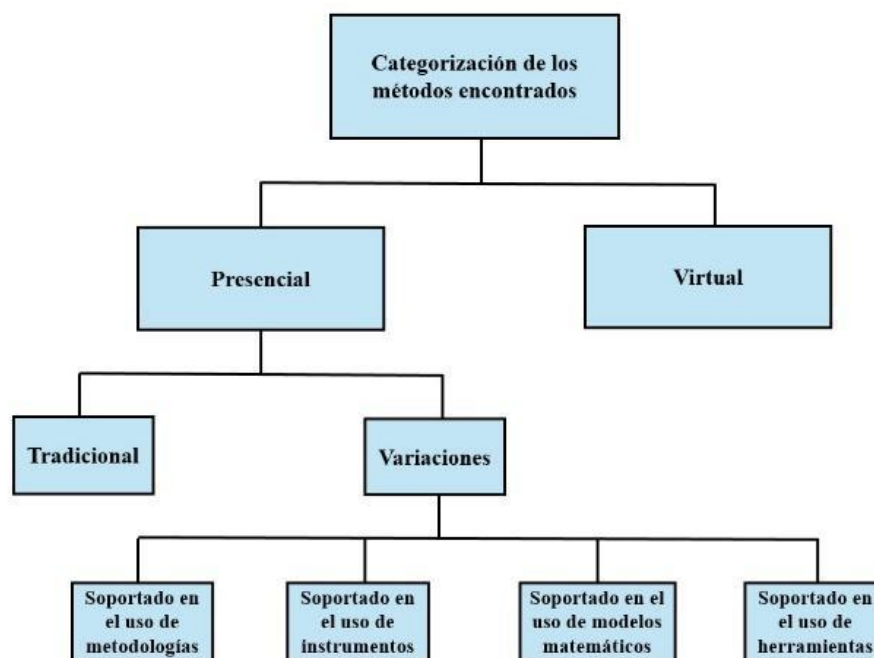 Categorización de los
métodos encontrados
Presencial
Virtual
Tradicional
Variaciones
Soportado en
el uso de
metodologías
Soportado en
el uso de
instrumentos
Soportado en el
uso de modelos
matemáticos
Soportado en
el uso de
herramientas